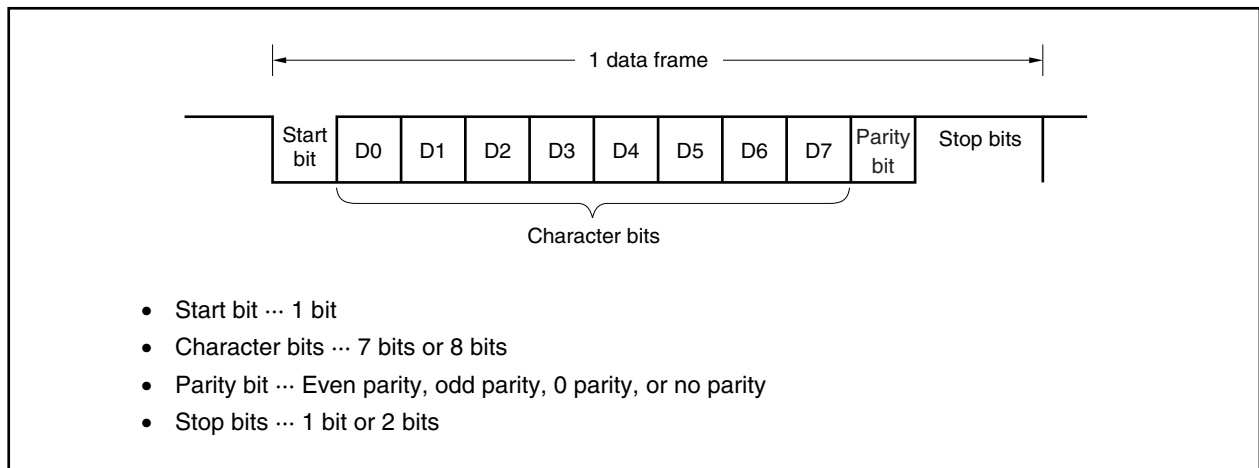 1 data frame
Start bit D0 D1 D2 D3 D4 D5 D6 D7 Parity bit Stop bits
Character bits
• Start bit ··· 1 bit
• Character bits ··· 7 bits or 8 bits
• Parity bit ··· Even parity, odd parity, 0 parity, or no parity
• Stop bits ··· 1 bit or 2 bits